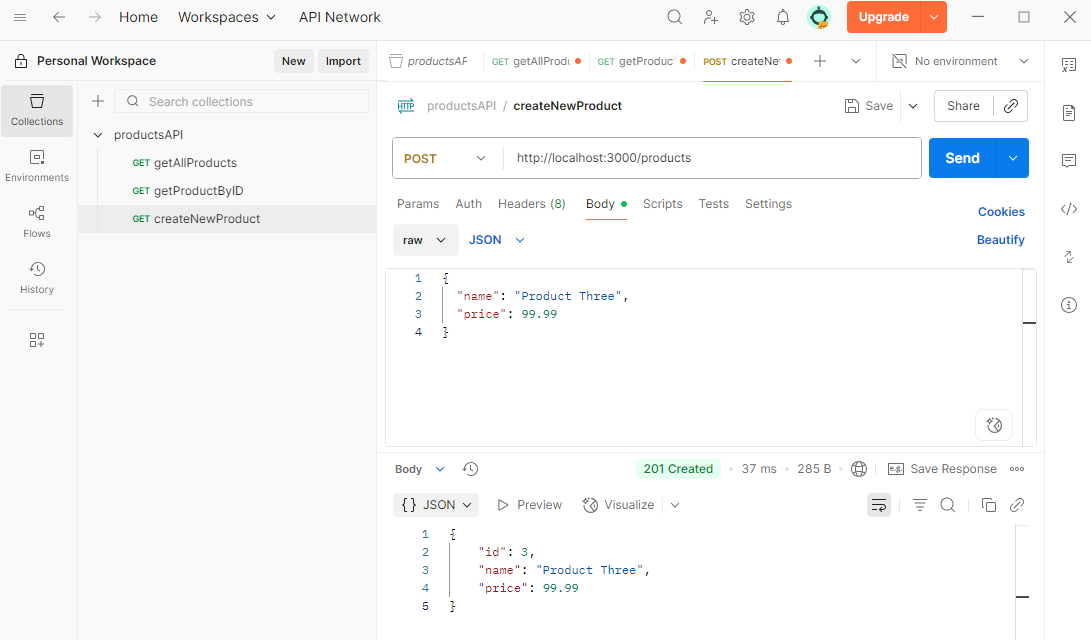 Home Workspaces API Network Upgrade
Personal Workspace New Import
productsAPI GET getAllProdu GET getProduc POST createNe No environment
Collections
Environments
Flows
History
Search collections
productsAPI
GET getAllProducts
GET getProductByID
GET createNewProduct
HTTP productsAPI / createNewProduct Save Share
POST http://localhost:3000/products Send
Params Auth Headers (8) Body Scripts Tests Settings Cookies
raw JSON Beautify
1 {
2 "name": "Product Three",
3 "price": 99.99
4 }
Body 201 Created • 37 ms • 285 B • e.g. Save Response
{} JSON Preview Visualize
1 {
2 "id": 3,
3 "name": "Product Three",
4 "price": 99.99
5 }